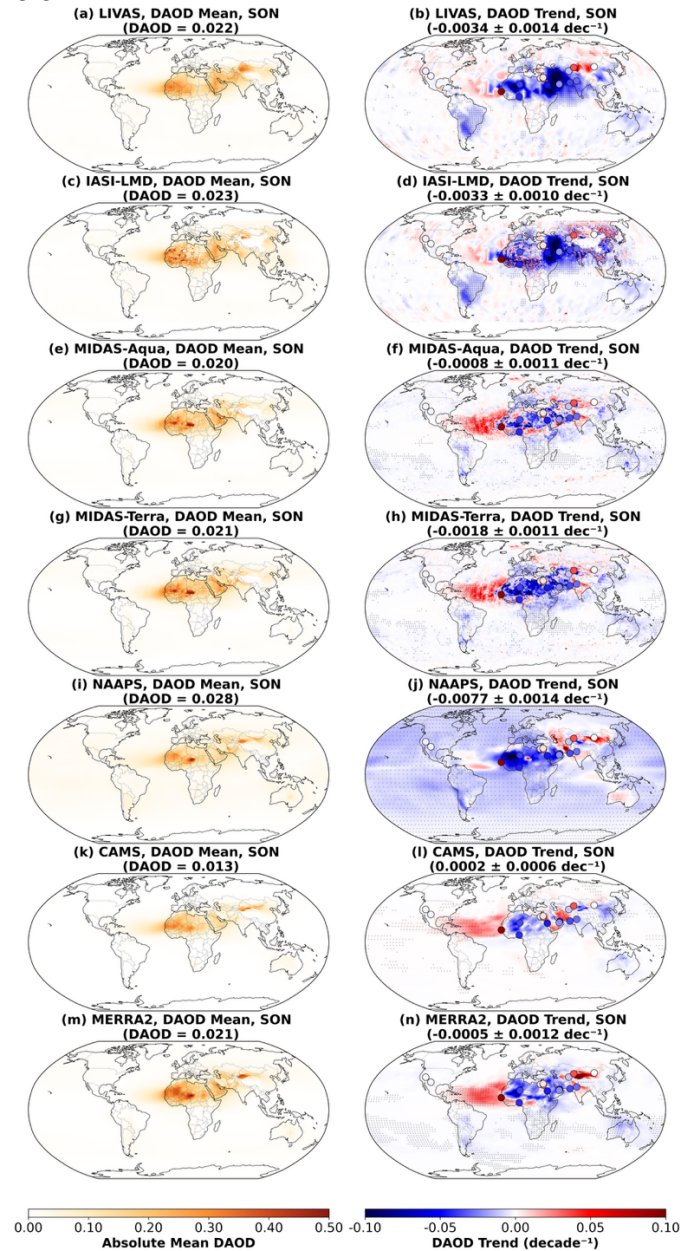 (a) LIVAS, DAOD Mean, SON
(DAOD = 0.022)
(b) LIVAS, DAOD Trend, SON
(-0.0034 ± 0.0014 dec⁻¹)
(c) IASI-LMD, DAOD Mean, SON
(DAOD = 0.023)
(d) IASI-LMD, DAOD Trend, SON
(-0.0033 ± 0.0010 dec⁻¹)
(e) MIDAS-Aqua, DAOD Mean, SON
(DAOD = 0.020)
(f) MIDAS-Aqua, DAOD Trend, SON
(-0.0008 ± 0.0011 dec⁻¹)
(g) MIDAS-Terra, DAOD Mean, SON
(DAOD = 0.021)
(h) MIDAS-Terra, DAOD Trend, SON
(-0.0018 ± 0.0011 dec⁻¹)
(i) NAAPS, DAOD Mean, SON
(DAOD = 0.028)
(j) NAAPS, DAOD Trend, SON
(-0.0077 ± 0.0014 dec⁻¹)
(k) CAMS, DAOD Mean, SON
(DAOD = 0.013)
(l) CAMS, DAOD Trend, SON
(0.0002 ± 0.0006 dec⁻¹)
(m) MERRA2, DAOD Mean, SON
(DAOD = 0.021)
(n) MERRA2, DAOD Trend, SON
(-0.0005 ± 0.0012 dec⁻¹)
0.00 0.10 0.20 0.30 0.40 0.50
Absolute Mean DAOD
-0.10 -0.05 0.00 0.05 0.10
DAOD Trend (decade⁻¹)